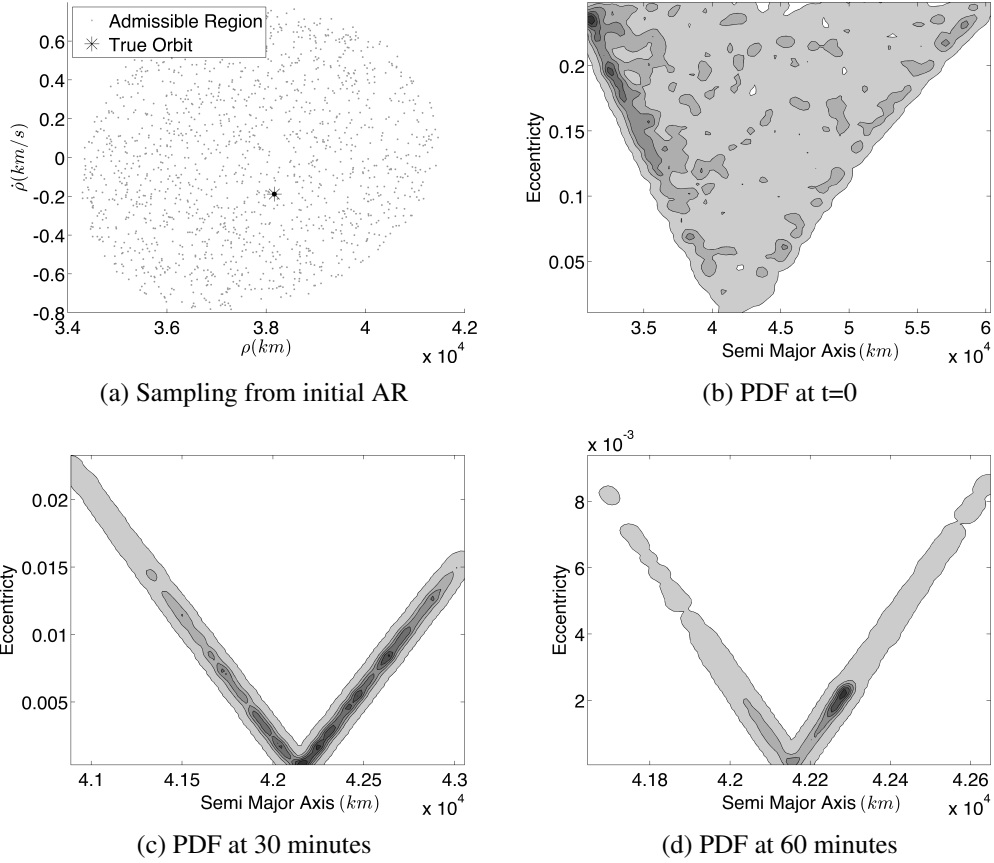 Admissible Region
True Orbit
0.6
0.4
0.2
0
-0.2
-0.4
-0.6
-0.8
ρ̇(km/s)
3.4 3.6 3.8 4 4.2
ρ(km)
x 10^4
(a) Sampling from initial AR
0.2
0.15
0.1
0.05
Eccentricty
3.5 4 4.5 5 5.5 6
Semi Major Axis (km)
x 10^4
(b) PDF at t=0
0.02
0.015
0.01
0.005
Eccentricty
4.1 4.15 4.2 4.25 4.3
Semi Major Axis (km)
x 10^4
(c) PDF at 30 minutes
x 10^-3
8
6
4
2
Eccentricty
4.18 4.2 4.22 4.24 4.26
Semi Major Axis (km)
x 10^4
(d) PDF at 60 minutes